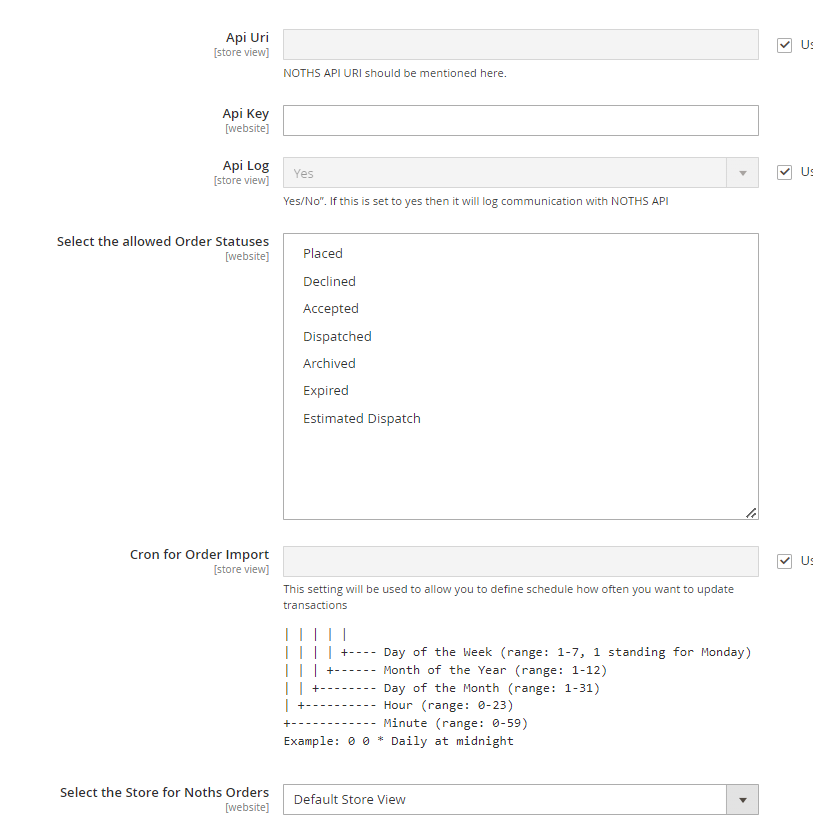 Api Uri
[store view]
Us
NOTHS API URI should be mentioned here.
Api Key
[website]
Api Log
[store view]
Yes
Us
Yes/No”. If this is set to yes then it will log communication with NOTHS API
Select the allowed Order Statuses
[website]
Placed
Declined
Accepted
Dispatched
Archived
Expired
Estimated Dispatch
Cron for Order Import
[store view]
Us
This setting will be used to allow you to define schedule how often you want to update
transactions
| | | | |
| | | | +---- Day of the Week (range: 1-7, 1 standing for Monday)
| | | +------ Month of the Year (range: 1-12)
| | +-------- Day of the Month (range: 1-31)
| +---------- Hour (range: 0-23)
+------------ Minute (range: 0-59)
Example: 0 0 * Daily at midnight
Select the Store for Noths Orders
[website]
Default Store View